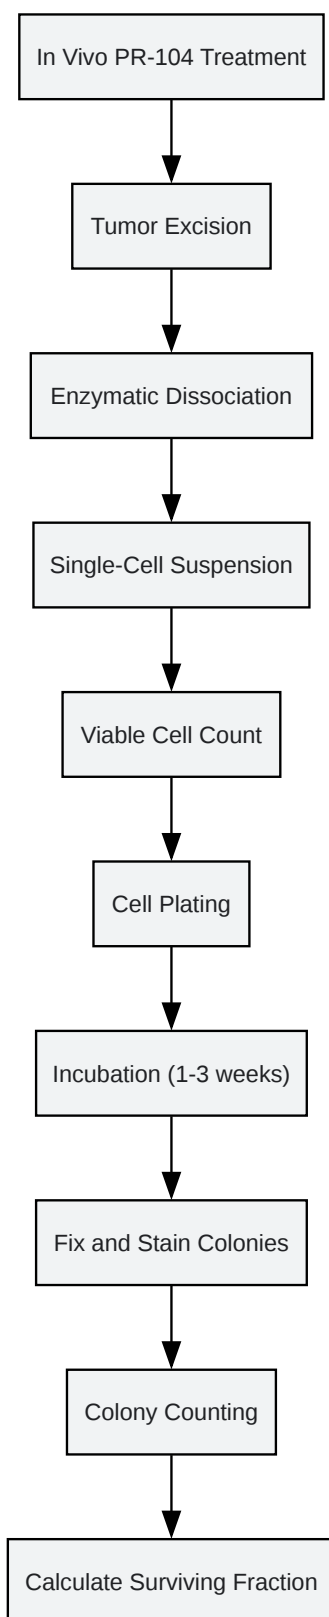 In Vivo PR-104 Treatment
Tumor Excision
Enzymatic Dissociation
Single-Cell Suspension
Viable Cell Count
Cell Plating
Incubation (1-3 weeks)
Fix and Stain Colonies
Colony Counting
Calculate Surviving Fraction